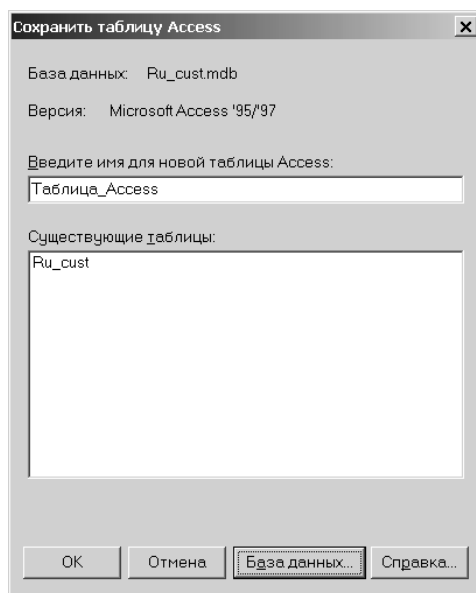 Сохранить таблицу Access
База данных: Ru_cust.mdb
Версия: Microsoft Access '95/'97
Введите имя для новой таблицы Access:
Таблица_Access
Существующие таблицы:
Ru_cust
OK Отмена База данных... Справка...